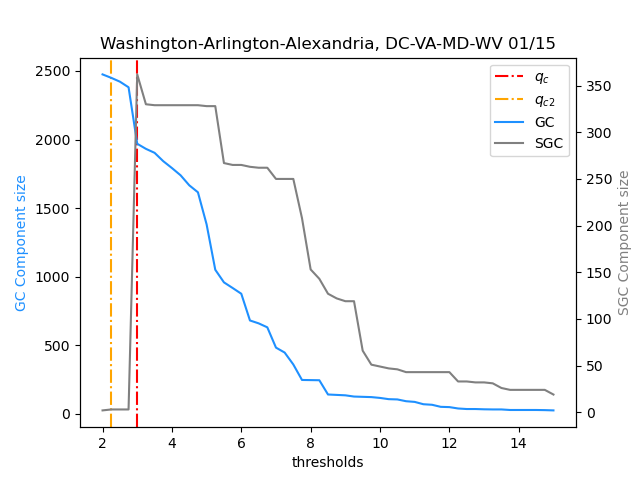 Washington-Arlington-Alexandria, DC-VA-MD-WV 01/15
q_c
q_c2
GC
SGC
2500
2000
1500
1000
500
0
GC Component size
350
300
250
200
150
100
50
0
SGC Component size
2 4 6 8 10 12 14
thresholds